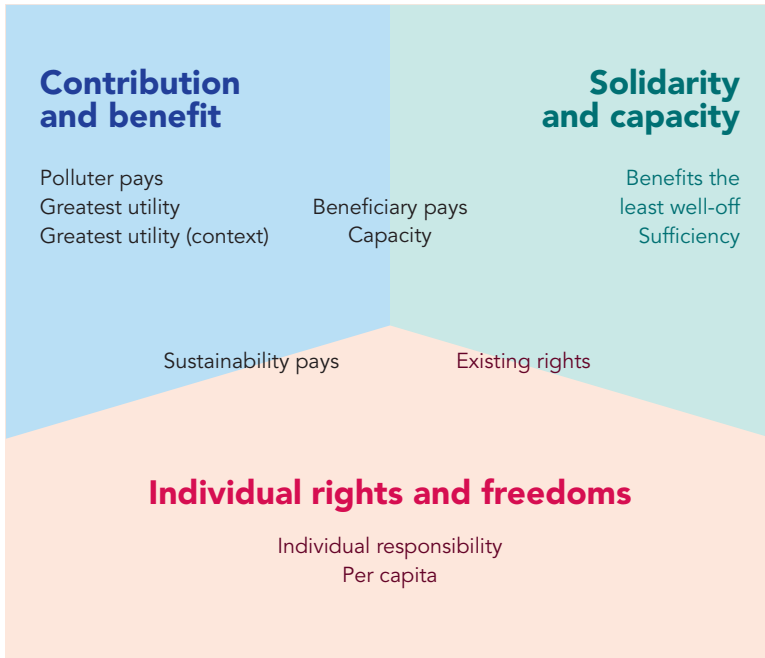 Contribution
and benefit
Polluter pays
Greatest utility
Greatest utility (context)
Beneficiary pays
Capacity
Solidarity
and capacity
Benefits the
least well-off
Sufficiency
Sustainability pays
Existing rights
Individual rights and freedoms
Individual responsibility
Per capita